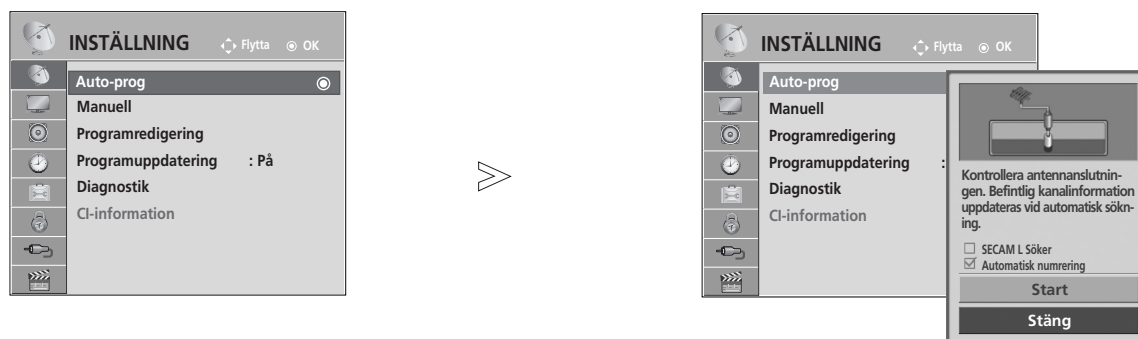 INSTÄLLNING Flytta OK
Auto-prog
Manuell
Programredigering
Programuppdatering : På
Diagnostik
CI-information
INSTÄLLNING Flytta OK
Auto-prog
Manuell
Programredigering
Programuppdatering :
Diagnostik
CI-information
Kontrollera antennanslutnin-
gen. Befintlig kanalinformation
uppdateras vid automatisk sökn-
ing.
SECAM L Söker
Automatisk numrering
Start
Stäng